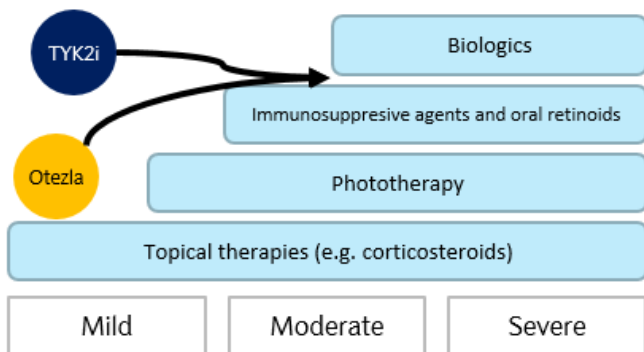 TYK2i
Biologics
Immunosuppresive agents and oral retinoids
Otezla
Phototherapy
Topical therapies (e.g. corticosteroids)
Mild
Moderate
Severe